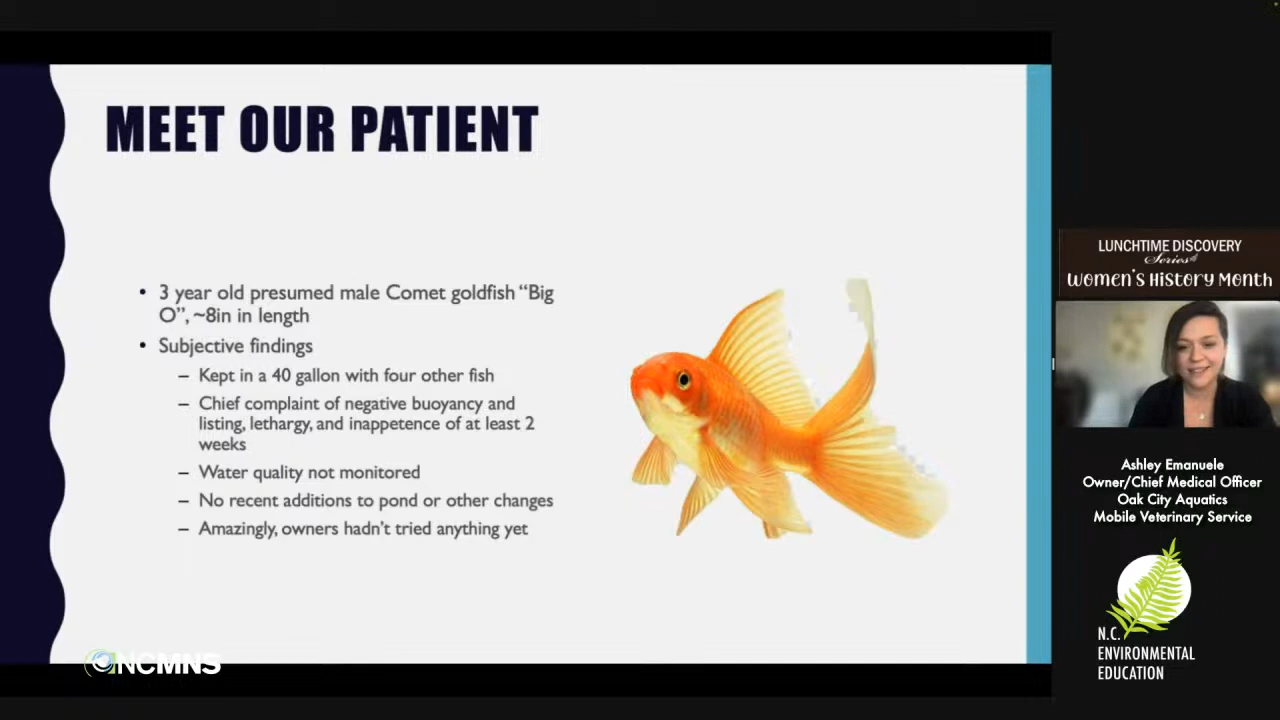 MEET OUR PATIENT
• 3 year old presumed male Comet goldfish “Big
O”, ~8in in length
• Subjective findings
– Kept in a 40 gallon with four other fish
– Chief complaint of negative buoyancy and
listing, lethargy, and inappetence of at least 2
weeks
– Water quality not monitored
– No recent additions to pond or other changes
– Amazingly, owners hadn’t tried anything yet
NCMNS
LUNCHTIME DISCOVERY
Series
WOMEN'S HISTORY MONTH
Ashley Emanuele
Owner/Chief Medical Officer
Oak City Aquatics
Mobile Veterinary Service
N.C.
ENVIRONMENTAL
EDUCATION